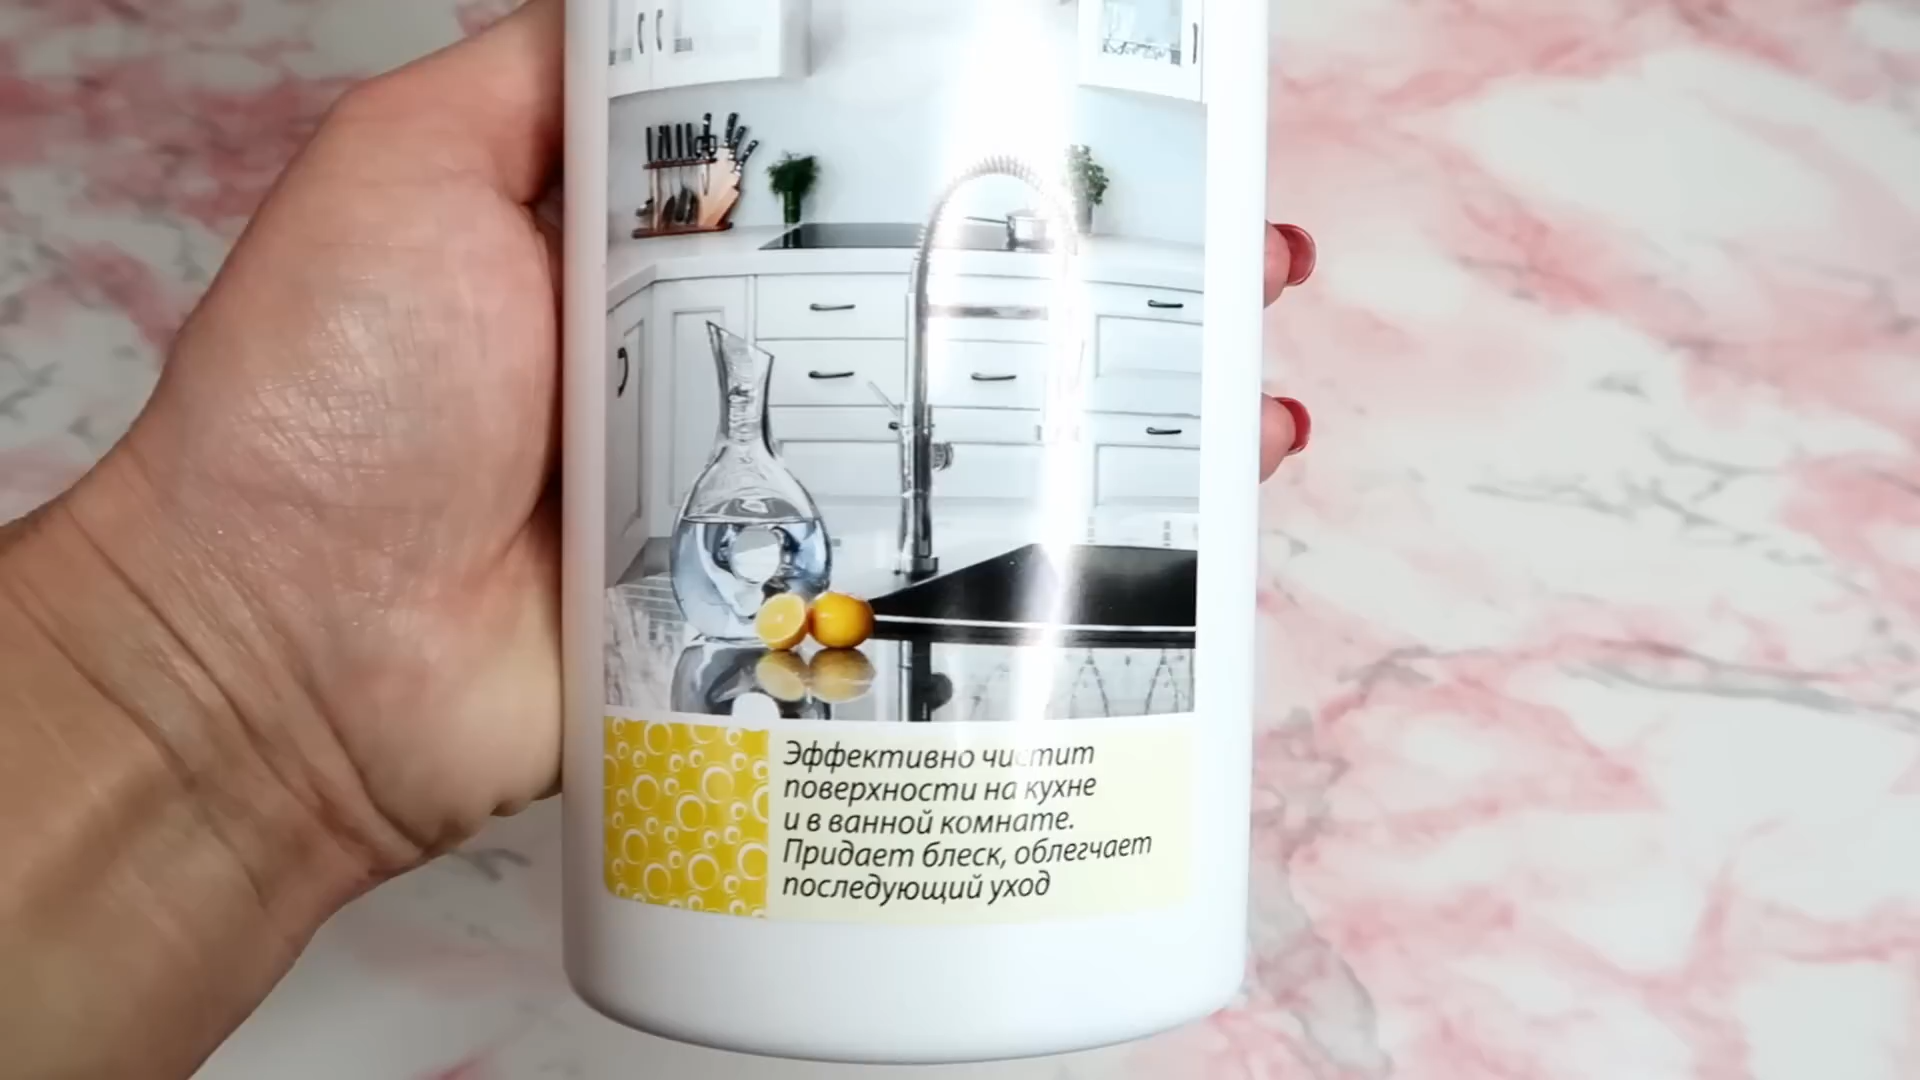 Эффективно чистит
поверхности на кухне
и в ванной комнате.
Придает блеск, облегчает
последующий уход